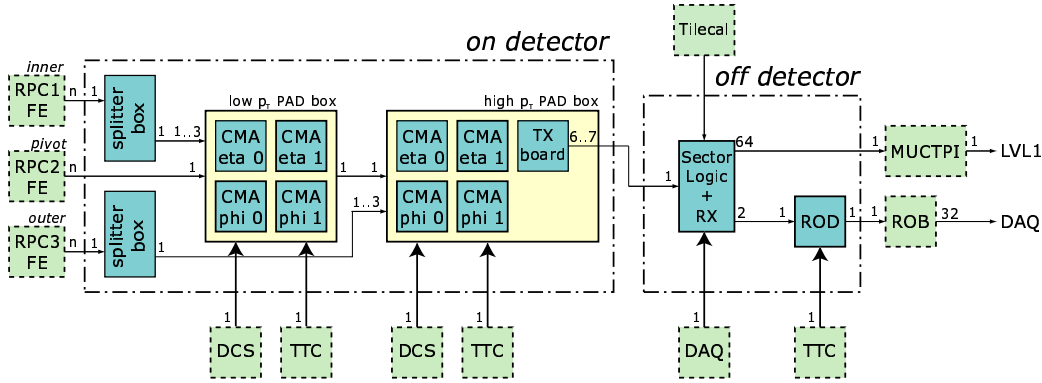 on detector
off detector
Tilecal
inner
RPC1
FE
n
1
splitter
box
1
1..3
pivot
RPC2
FE
n
1
outer
RPC3
FE
n
1
splitter
box
1
1..3
low pT PAD box
CMA
eta 0
CMA
eta 1
CMA
phi 0
CMA
phi 1
1
1
high pT PAD box
CMA
eta 0
CMA
eta 1
TX
board
6..7
CMA
phi 0
CMA
phi 1
1
Sector
Logic
+
RX
64
1
MUCTPI
1
LVL1
2
1
ROD
1
1
ROB
32
DAQ
1
DCS
1
TTC
1
DCS
1
TTC
1
DAQ
1
TTC